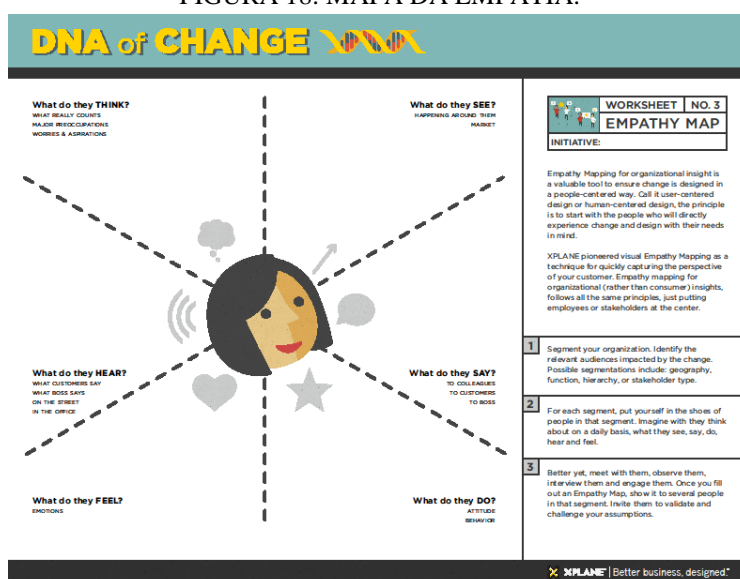 FIGURA 18: MAPA DA EMPATIA.
DNA of CHANGE
What do they THINK?
WHAT REALLY COUNTS
MAJOR PREOCCUPATIONS
WORRIES & ASPIRATIONS
What do they SEE?
HAPPENING AROUND THEM
MARKET
What do they HEAR?
WHAT CUSTOMERS SAY
WHAT BOSS SAYS
ON THE STREET
IN THE OFFICE
What do they SAY?
TO COLLEAGUES
TO CUSTOMERS
TO BOSS
What do they FEEL?
EMOTIONS
What do they DO?
ATTITUDE
BEHAVIOR
WORKSHEET NO. 3
EMPATHY MAP
INITIATIVE:
Empathy Mapping for organizational insight is
a valuable tool to ensure change is designed in
a people-centered way. Call it user-centered
design or human-centered design, the principle
is to start with the people who will directly
experience change and design with their needs
in mind.
XPLANE pioneered visual Empathy Mapping as a
technique for quickly capturing the perspective
of your customer. Empathy mapping for
organizational (rather than consumer) insights,
follows all the same principles, just putting
employees or stakeholders at the center.
1
Segment your organization. Identify the
relevant audiences impacted by the change.
Possible segmentations include: geography,
function, hierarchy, or stakeholder type.
2
For each segment, put yourself in the shoes of
people in that segment. Imagine with they think
about on a daily basis, what they see, say, do,
hear and feel.
3
Better yet, meet with them, observe them,
interview them and engage them. Once you fill
out an Empathy Map, show it to several people
in that segment. Invite them to validate and
challenge your assumptions.
XPLANE | Better business, designed.